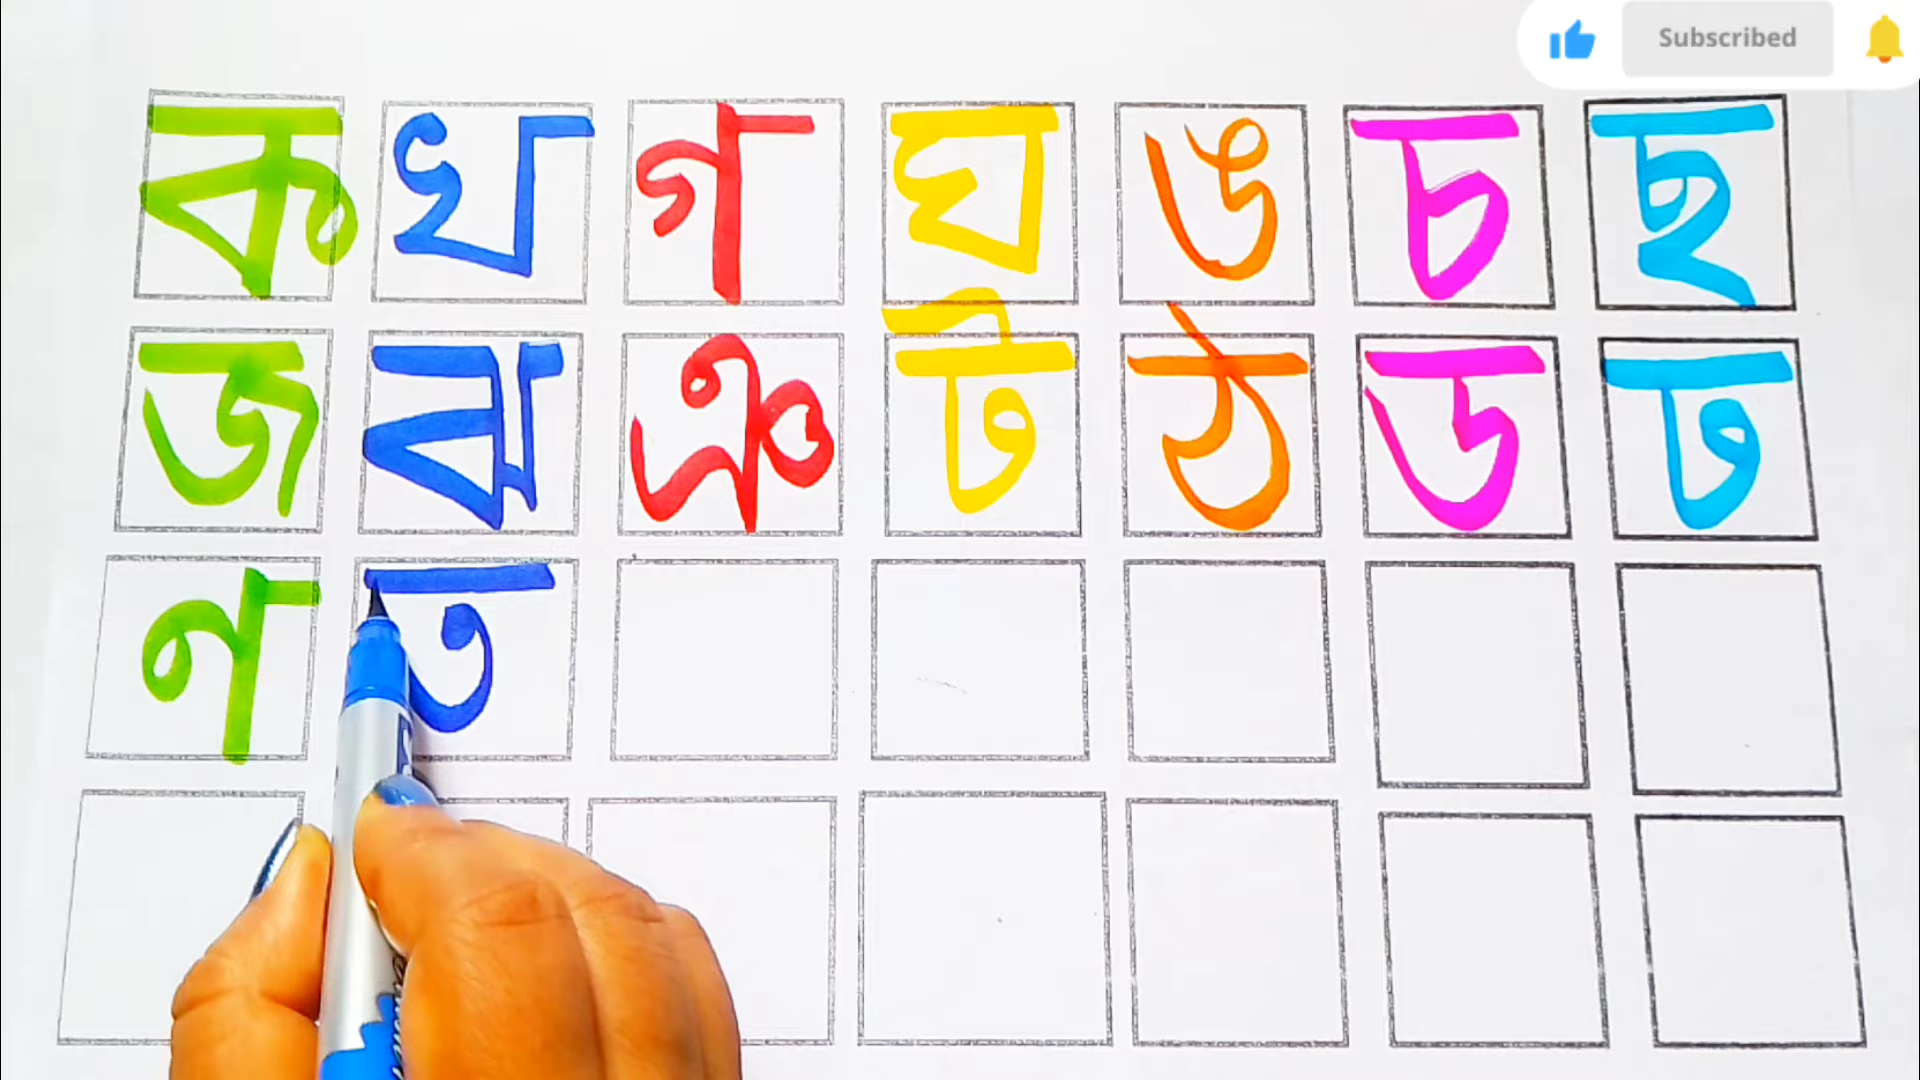 Subscribed
ক খ গ ঘ ঙ চ ছ
জ ঝ ঞ ট ঠ ড ঢ
ণ ত